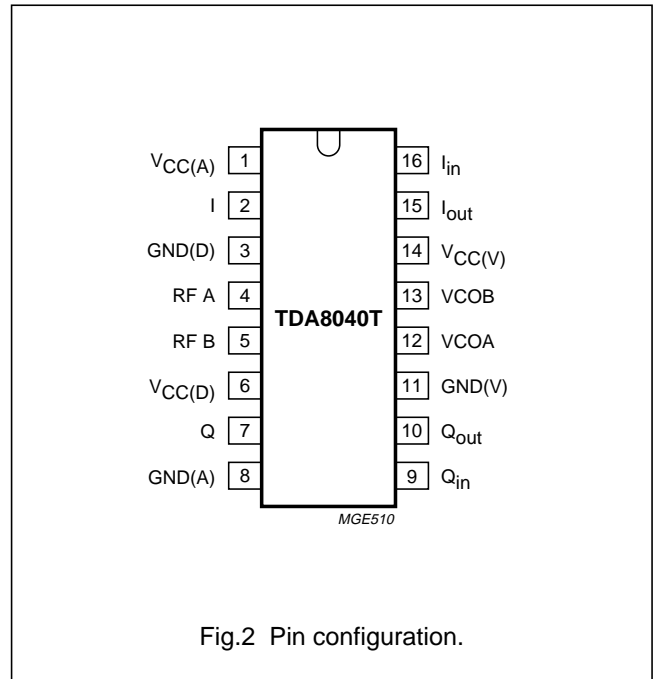 V_CC(A) 1 16 I_in
I 2 15 I_out
GND(D) 3 14 V_CC(V)
RF A 4 13 VCOB
TDA8040T
RF B 5 12 VCOA
V_CC(D) 6 11 GND(V)
Q 7 10 Q_out
GND(A) 8 9 Q_in
MGE510
Fig.2 Pin configuration.